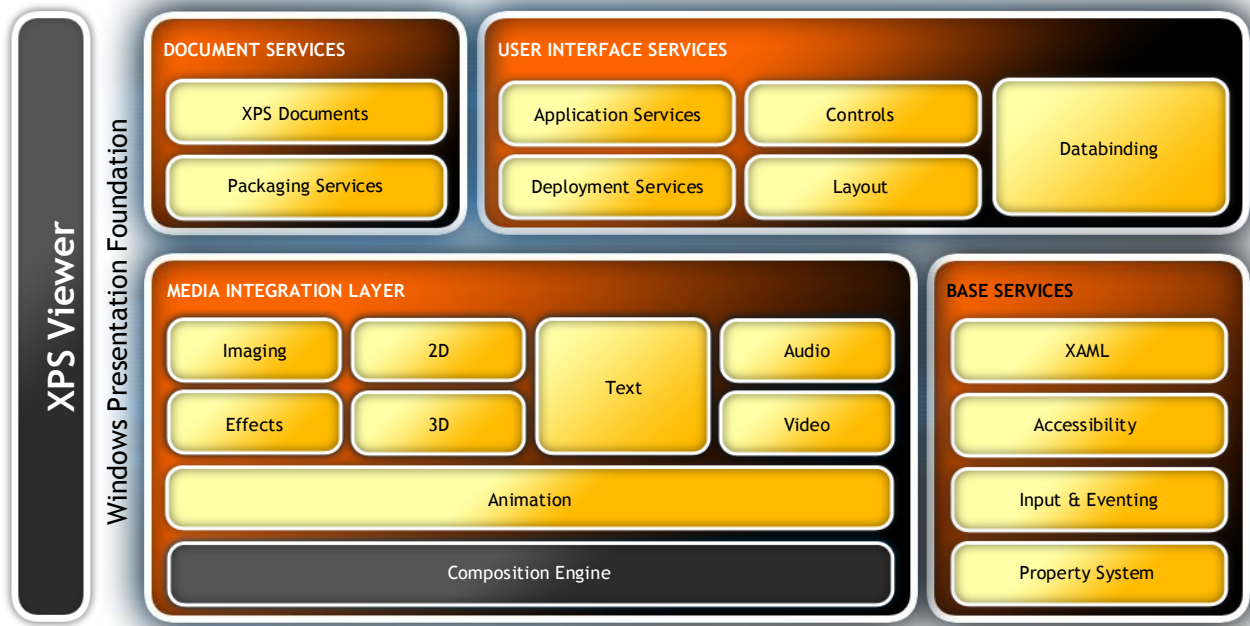 XPS Viewer
Windows Presentation Foundation
DOCUMENT SERVICES
XPS Documents
Packaging Services
USER INTERFACE SERVICES
Application Services
Controls
Databinding
Deployment Services
Layout
MEDIA INTEGRATION LAYER
Imaging
2D
Text
Audio
Effects
3D
Video
Animation
Composition Engine
BASE SERVICES
XAML
Accessibility
Input & Eventing
Property System